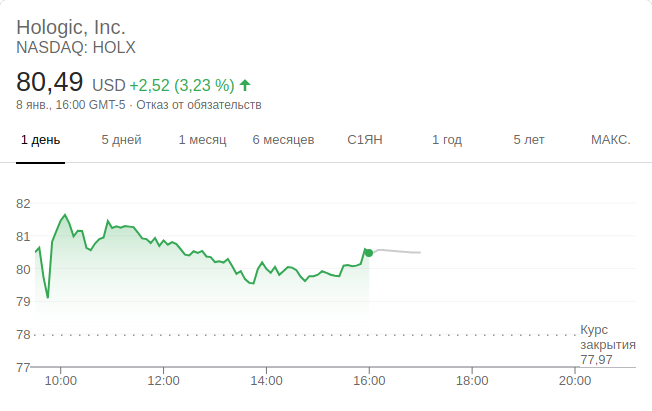 Hologic, Inc.
NASDAQ: HOLX
80,49 USD +2,52 (3,23 %)
8 янв., 16:00 GMT-5 · Отказ от обязательств
1 день 5 дней 1 месяц 6 месяцев С1ЯН 1 год 5 лет МАКС.
82
81
80
79
78
77
Курс
закрытия
77,97
10:00 12:00 14:00 16:00 18:00 20:00